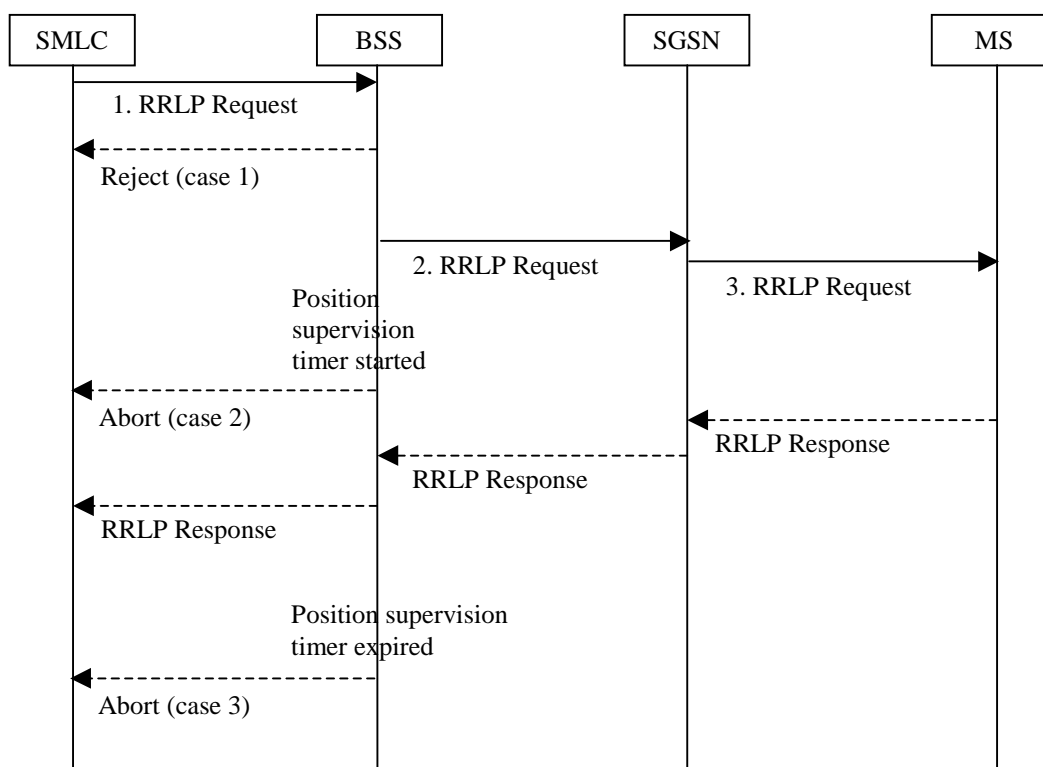 SMLC
BSS
SGSN
MS
1. RRLP Request
Reject (case 1)
2. RRLP Request
3. RRLP Request
Position
supervision
timer started
Abort (case 2)
RRLP Response
RRLP Response
RRLP Response
Position supervision
timer expired
Abort (case 3)